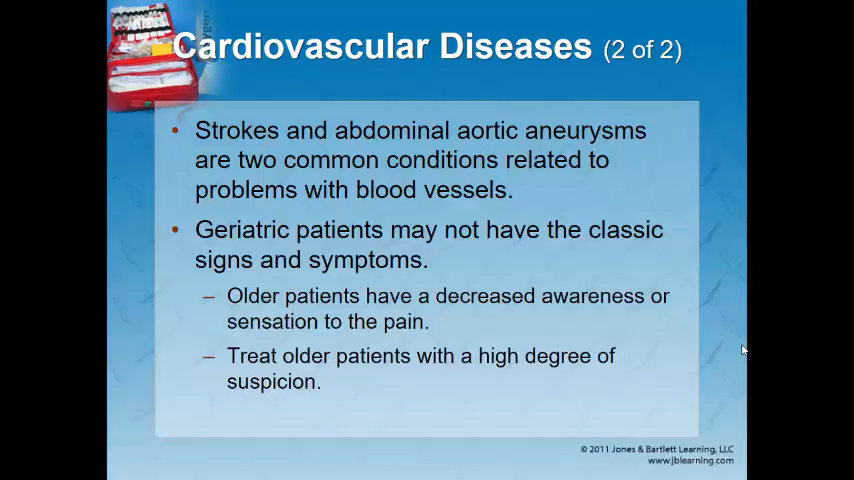 Cardiovascular Diseases (2 of 2)
• Strokes and abdominal aortic aneurysms
are two common conditions related to
problems with blood vessels.
• Geriatric patients may not have the classic
signs and symptoms.
– Older patients have a decreased awareness or
sensation to the pain.
– Treat older patients with a high degree of
suspicion.
© 2011 Jones & Bartlett Learning, LLC
www.jblearning.com